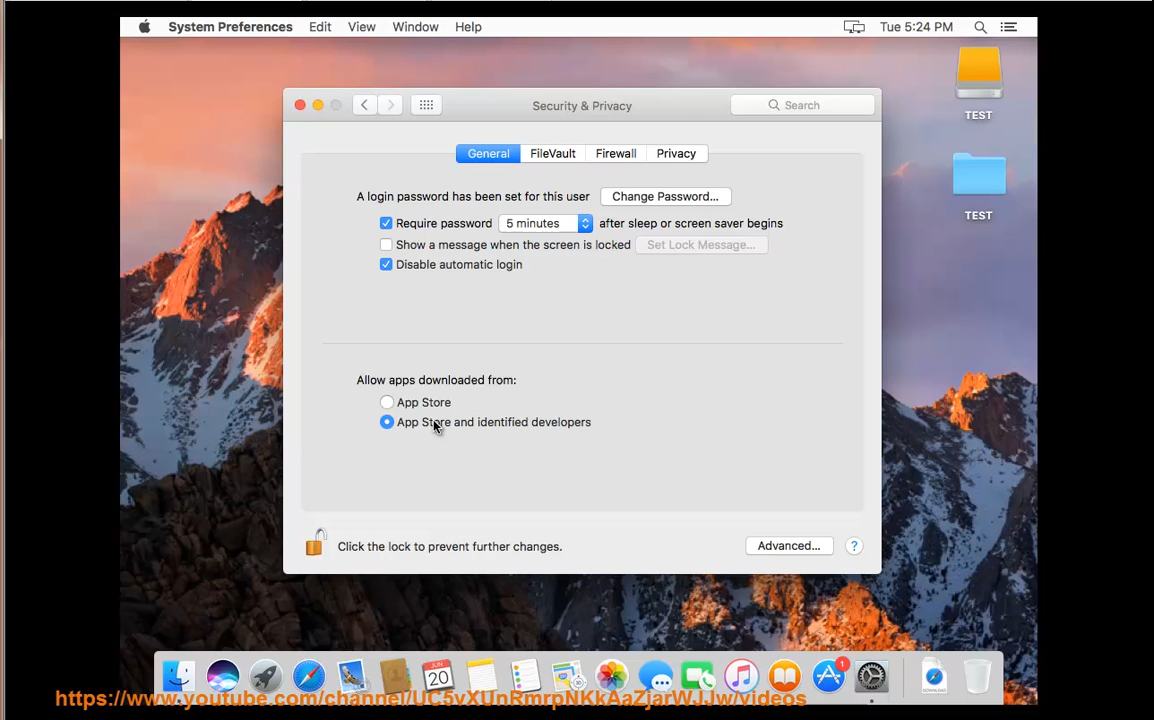 System Preferences Edit View Window Help Tue 5:24 PM
TEST
TEST
Security & Privacy Search
General FileVault Firewall Privacy
A login password has been set for this user Change Password...
Require password 5 minutes after sleep or screen saver begins
Show a message when the screen is locked Set Lock Message...
Disable automatic login
Allow apps downloaded from:
App Store
App Store and identified developers
Click the lock to prevent further changes. Advanced... ?
JUN
20
1
DOWNLOAD
https://www.youtube.com/channel/UC5vXUnRmrpNKkAaZjarWJJw/videos